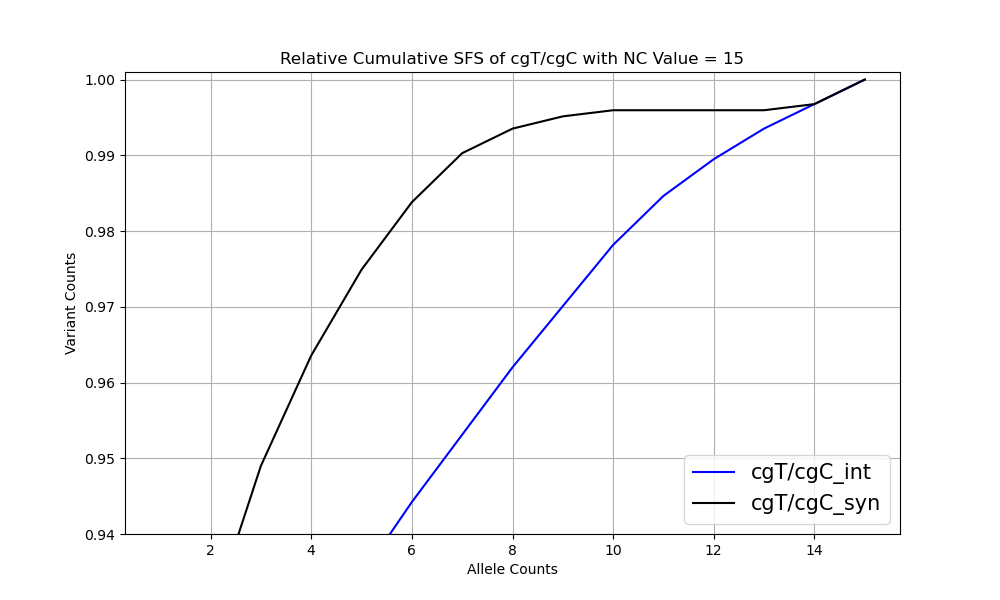 Relative Cumulative SFS of cgT/cgC with NC Value = 15
1.00
0.99
0.98
0.97
0.96
0.95
0.94
Variant Counts
cgT/cgC_int
cgT/cgC_syn
2 4 6 8 10 12 14
Allele Counts